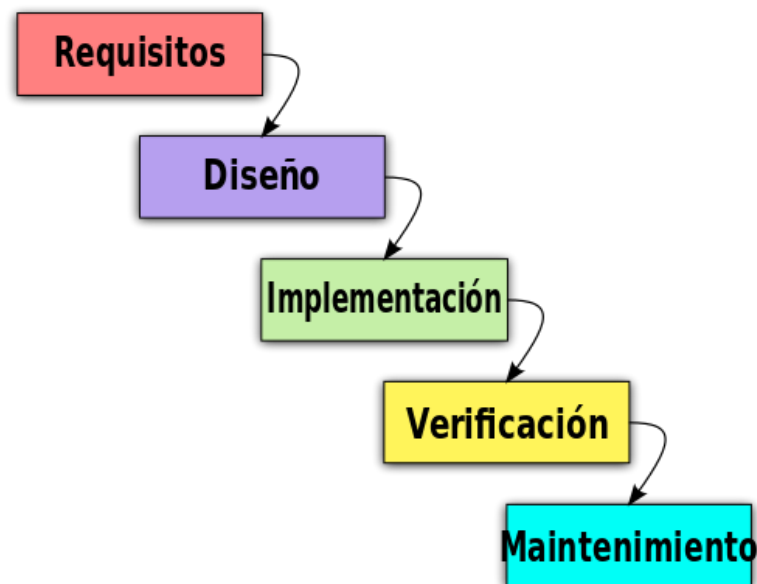 Requisitos
Diseño
Implementación
Verificación
Maintenimiento